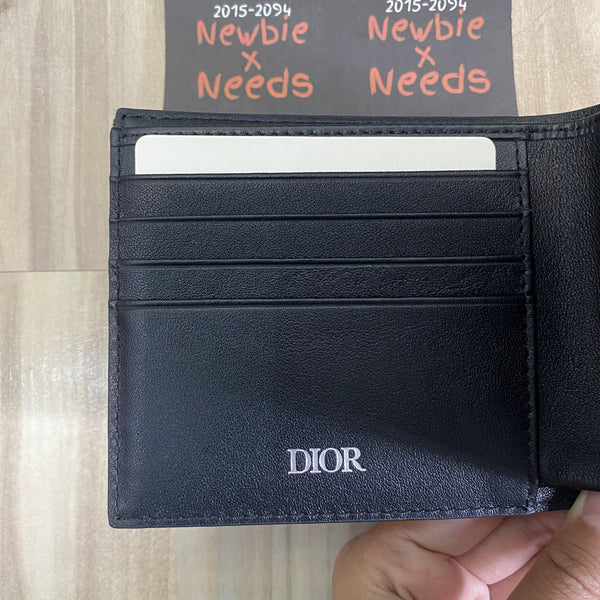 2015-2094 2015-2094
Newbie Newbie
x x
Needs Needs
DIOR